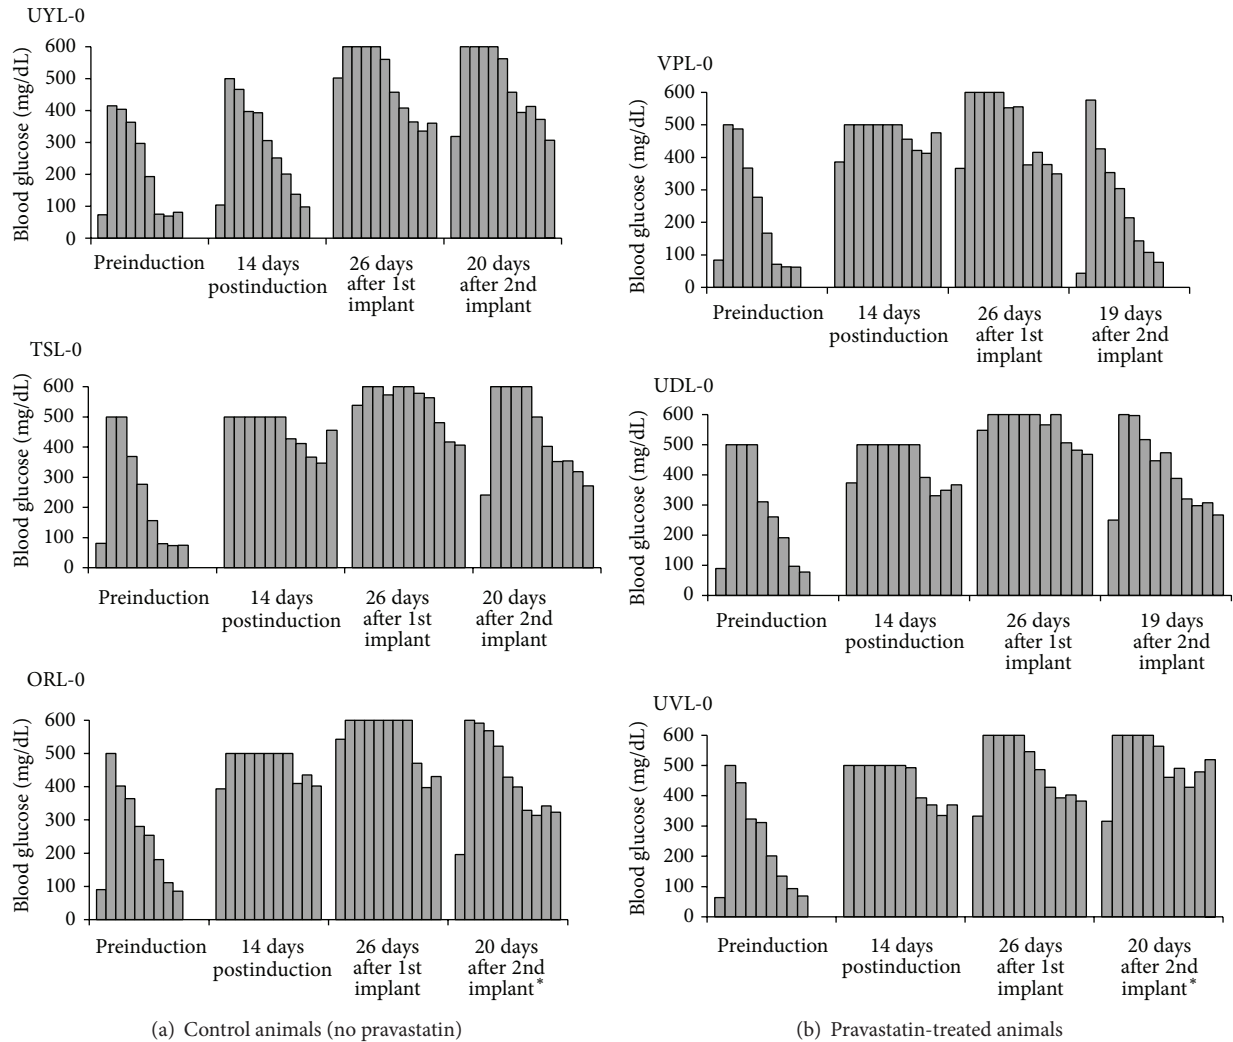 UYL-0
Blood glucose (mg/dL)
600
500
400
300
200
100
0
Preinduction
14 days
postinduction
26 days
after 1st
implant
20 days
after 2nd
implant
TSL-0
Blood glucose (mg/dL)
600
500
400
300
200
100
0
Preinduction
14 days
postinduction
26 days
after 1st
implant
20 days
after 2nd
implant
ORL-0
Blood glucose (mg/dL)
600
500
400
300
200
100
0
Preinduction
14 days
postinduction
26 days
after 1st
implant
20 days
after 2nd
implant*
(a) Control animals (no pravastatin)
VPL-0
Blood glucose (mg/dL)
600
500
400
300
200
100
0
Preinduction
14 days
postinduction
26 days
after 1st
implant
19 days
after 2nd
implant
UDL-0
Blood glucose (mg/dL)
600
500
400
300
200
100
0
Preinduction
14 days
postinduction
26 days
after 1st
implant
19 days
after 2nd
implant
UVL-0
Blood glucose (mg/dL)
600
500
400
300
200
100
0
Preinduction
14 days
postinduction
26 days
after 1st
implant
20 days
after 2nd
implant*
(b) Pravastatin-treated animals